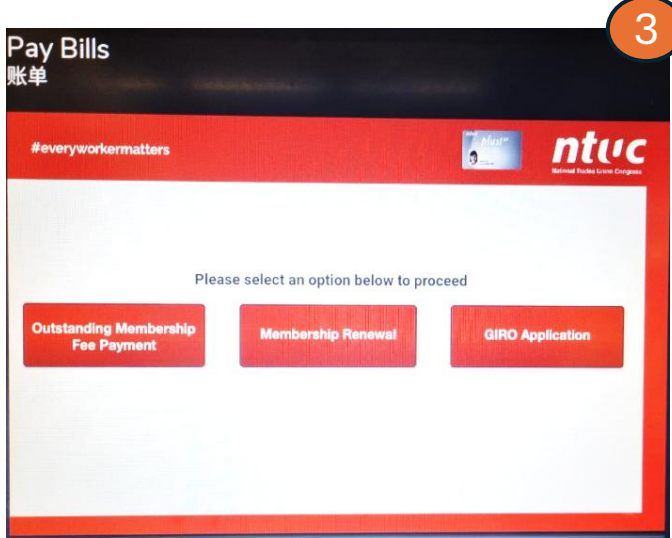 3
Pay Bills
账单
#everyworkermatters
plus!
ntuc
National Trades Union Congress
Please select an option below to proceed
Outstanding Membership
Fee Payment
Membership Renewal
GIRO Application